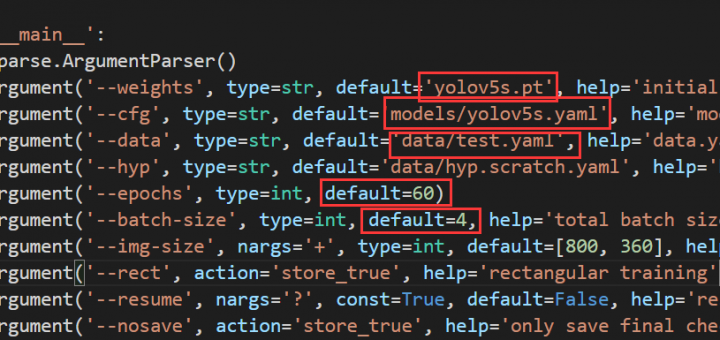 __main__':
parse.ArgumentParser()
rgument('--weights', type=str, default='yolov5s.pt', help='initial
rgument('--cfg', type=str, default='models/yolov5s.yaml', help='mo
rgument('--data', type=str, default='data/test.yaml', help='data.y
rgument('--hyp', type=str, default='data/hyp.scratch.yaml', help='
rgument('--epochs', type=int, default=60)
rgument('--batch-size', type=int, default=4, help='total batch siz
rgument('--img-size', nargs='+', type=int, default=[800, 360], help
rgument('--rect', action='store_true', help='rectangular training'
rgument('--resume', nargs='?', const=True, default=False, help='re
rgument('--nosave', action='store_true', help='only save final che